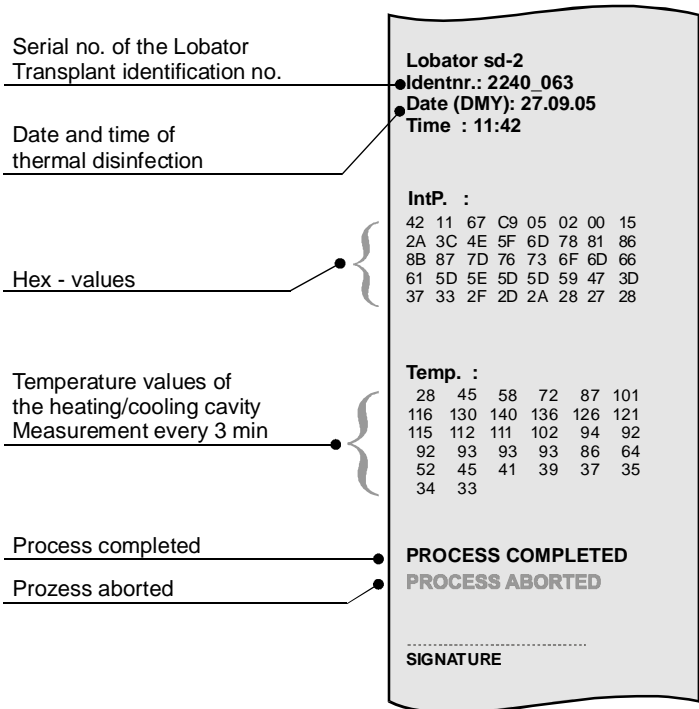 Serial no. of the Lobator
Transplant identification no.
Date and time of
thermal disinfection
Hex - values
Temperature values of
the heating/cooling cavity
Measurement every 3 min
Process completed
Prozess aborted
Lobator sd-2
Identnr.: 2240_063
Date (DMY): 27.09.05
Time : 11:42
IntP. :
42 11 67 C9 05 02 00 15
2A 3C 4E 5F 6D 78 81 86
8B 87 7D 76 73 6F 6D 66
61 5D 5E 5D 5D 59 47 3D
37 33 2F 2D 2A 28 27 28
Temp. :
28 45 58 72 87 101
116 130 140 136 126 121
115 112 111 102 94 92
92 93 93 93 86 64
52 45 41 39 37 35
34 33
PROCESS COMPLETED
PROCESS ABORTED
SIGNATURE